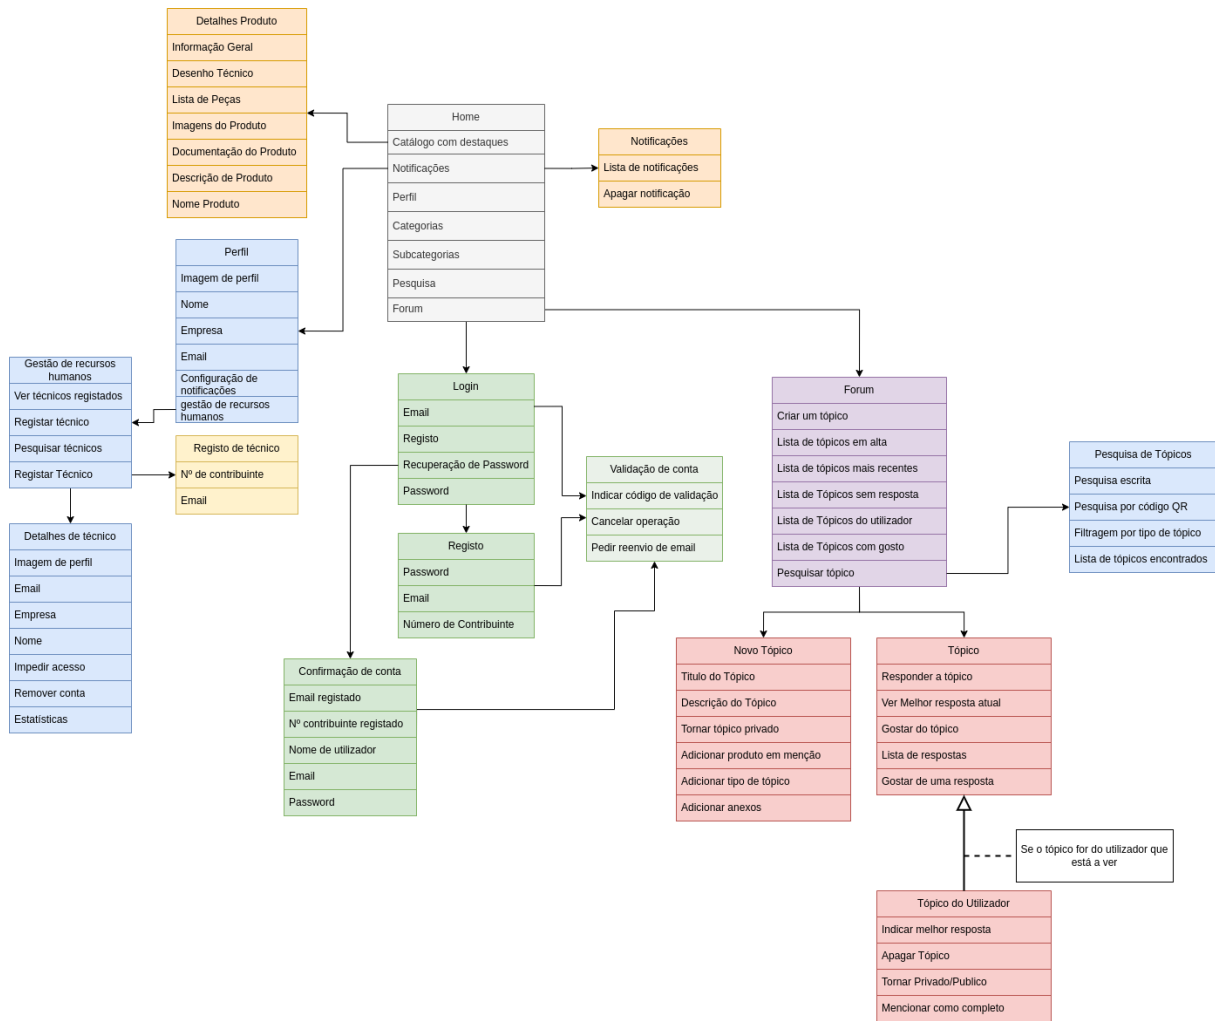 Detalhes Produto
Informação Geral
Desenho Técnico
Lista de Peças
Imagens do Produto
Documentação do Produto
Descrição de Produto
Nome Produto
Home
Catálogo com destaques
Notificações
Perfil
Categorias
Subcategorias
Pesquisa
Forum
Notificações
Lista de notificações
Apagar notificação
Perfil
Imagem de perfil
Nome
Empresa
Email
Configuração de
notificações
gestão de recursos
humanos
Gestão de recursos
humanos
Ver técnicos registados
Registar técnico
Pesquisar técnicos
Registar Técnico
Registo de técnico
Nº de contribuinte
Email
Detalhes de técnico
Imagem de perfil
Email
Empresa
Nome
Impedir acesso
Remover conta
Estatísticas
Login
Email
Registo
Recuperação de Password
Password
Registo
Password
Email
Número de Contribuinte
Validação de conta
Indicar código de validação
Cancelar operação
Pedir reenvio de email
Confirmação de conta
Email registado
Nº contribuinte registado
Nome de utilizador
Email
Password
Forum
Criar um tópico
Lista de tópicos em alta
Lista de tópicos mais recentes
Lista de Tópicos sem resposta
Lista de Tópicos do utilizador
Lista de Tópicos com gosto
Pesquisar tópico
Pesquisa de Tópicos
Pesquisa escrita
Pesquisa por código QR
Filtragem por tipo de tópico
Lista de tópicos encontrados
Novo Tópico
Titulo do Tópico
Descrição do Tópico
Tornar tópico privado
Adicionar produto em menção
Adicionar tipo de tópico
Adicionar anexos
Tópico
Responder a tópico
Ver Melhor resposta atual
Gostar do tópico
Lista de respostas
Gostar de uma resposta
Se o tópico for do utilizador que
está a ver
Tópico do Utilizador
Indicar melhor resposta
Apagar Tópico
Tornar Privado/Publico
Mencionar como completo